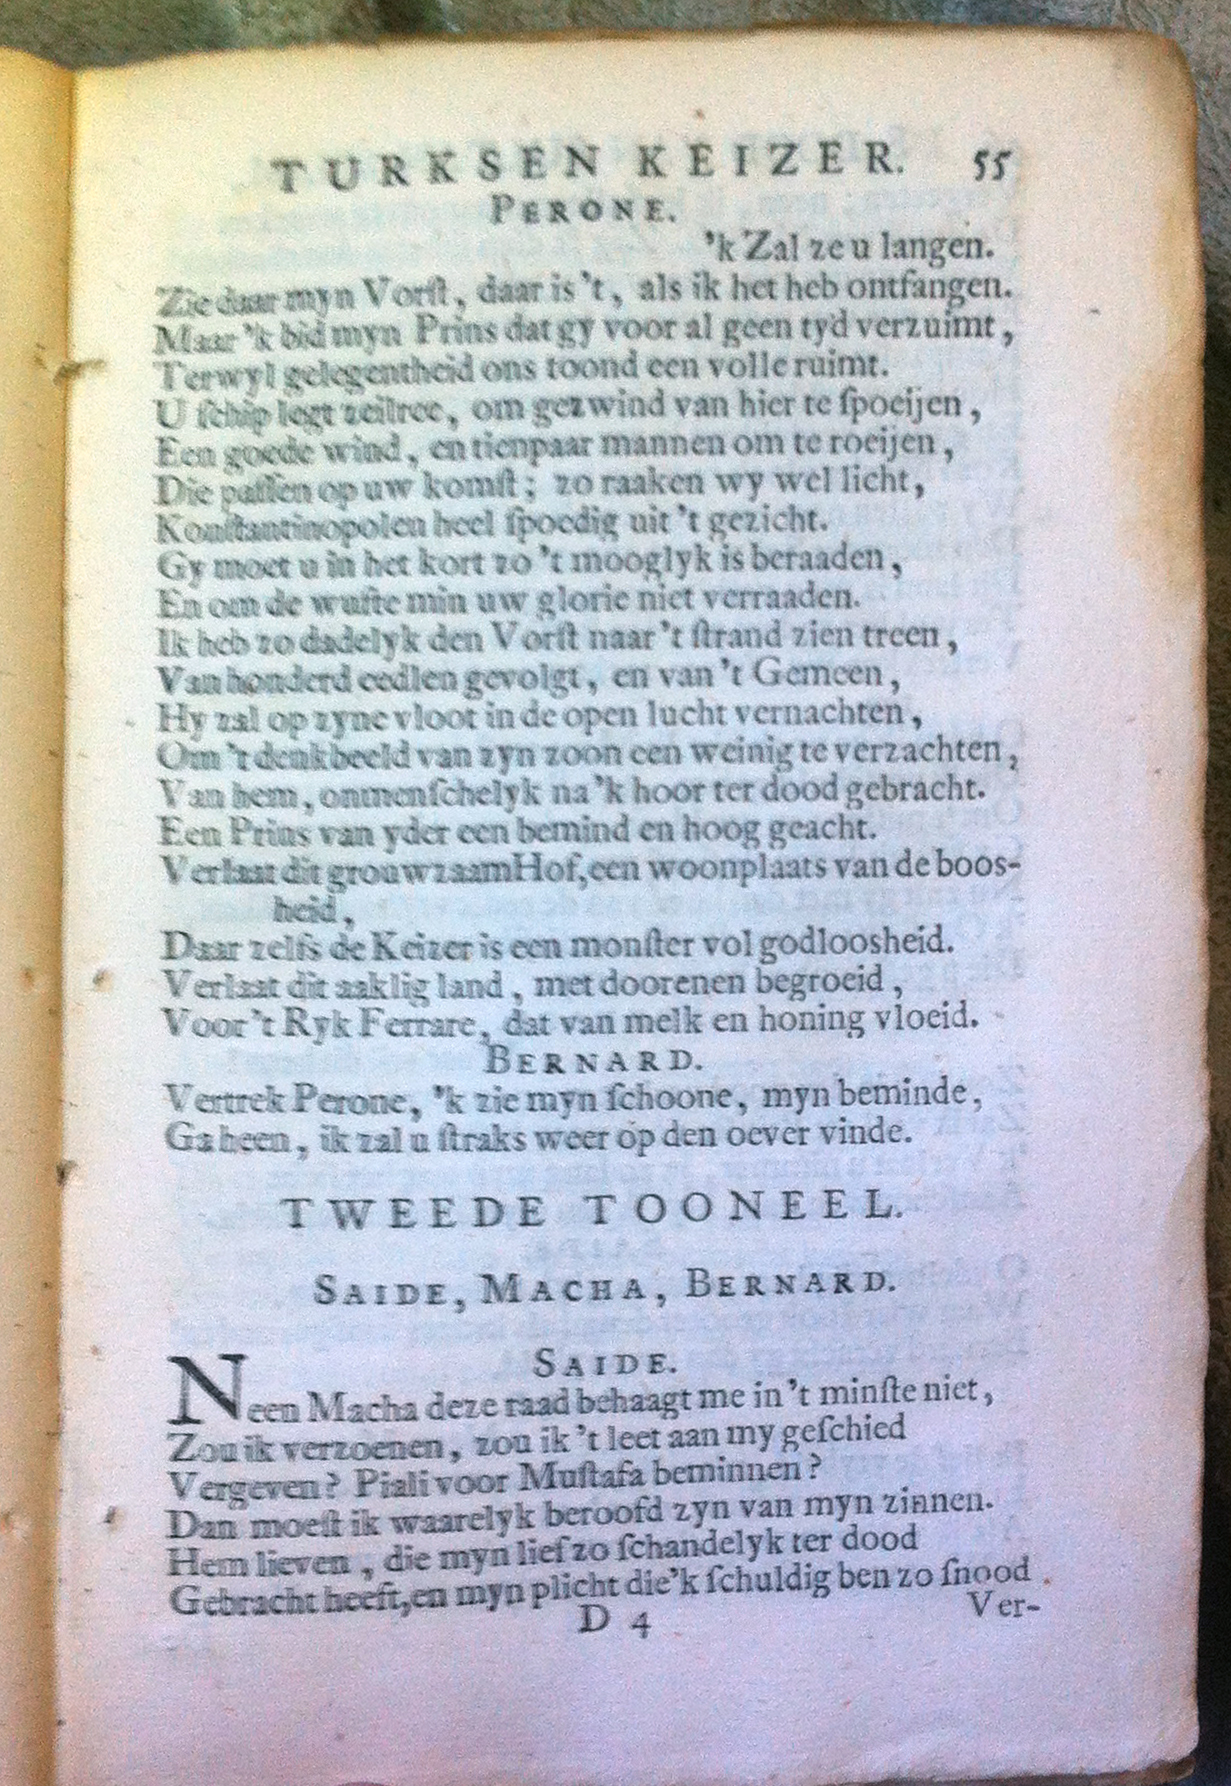 TURKSEN KEIZER. 55
PERONE.
'k Zal ze u langen.
Zie daar myn Vorſt, daar is 't, als ik het heb ontfangen.
Maar 'k bid myn Prins dat gy voor al geen tyd verzuimt,
Terwyl gelegentheid ons toond een volle ruimt.
U ſchip legt zeilree, om gezwind van hier te ſpoeijen,
Een goede wind, en tienpaar mannen om te roeijen,
Die paſſen op uw komſt; zo raaken wy wel licht,
Konſtantinopolen heel ſpoedig uit 't gezicht.
Gy moet u in het kort zo 't mooglyk is beraaden,
En om de wufte min uw glorie niet verraaden.
Ik heb zo dadelyk den Vorſt naar 't ſtrand zien treen,
Van honderd eedlen gevolgt, en van 't Gemeen,
Hy zal op zyne vloot in de open lucht vernachten,
Om 't denkbeeld van zyn zoon een weinig te verzachten,
Van hem, onmenſchelyk na 'k hoor ter dood gebracht.
Een Prins van yder een bemind en hoog geacht.
Verlaat dit grouwzaam Hof, een woonplaats van de boos-
heid,
Daar zelfs de Keizer is een monſter vol godloosheid.
Verlaat dit aaklig land, met doorenen begroeid,
Voor 't Ryk Ferrare, dat van melk en honing vloeid.
BERNARD.
Vertrek Perone, 'k zie myn ſchoone, myn beminde,
Ga heen, ik zal u ſtraks weer op den oever vinde.
TWEEDE TOONEEL.
SAIDE, MACHA, BERNARD.
SAIDE.
Neen Macha deze raad behaagt me in 't minſte niet,
Zou ik verzoenen, zou ik 't leet aan my geſchied
Vergeven? Piali voor Muſtafa beminnen?
Dan moeſt ik waarelyk beroofd zyn van myn zinnen.
Hem lieven, die myn lief zo ſchandelyk ter dood
Gebracht heeft, en myn plicht die 'k ſchuldig ben zo ſnood
D 4 Ver-